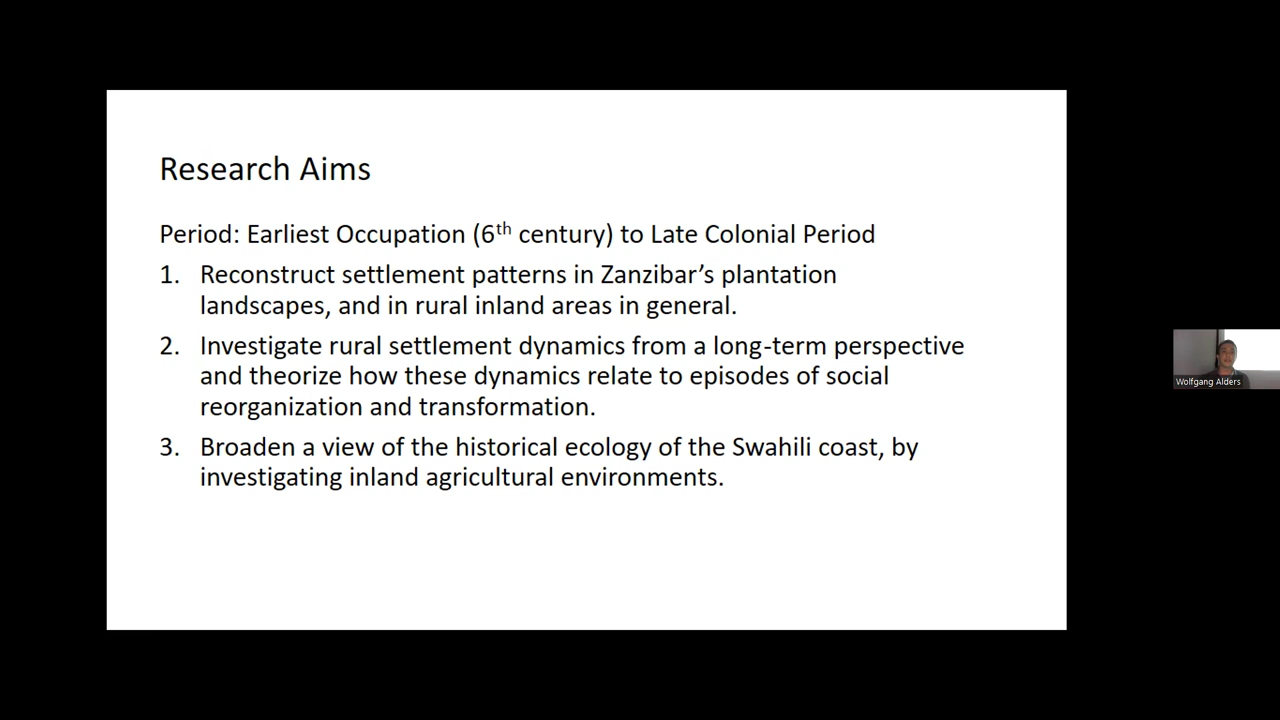 Research Aims
Period: Earliest Occupation (6th century) to Late Colonial Period
1. Reconstruct settlement patterns in Zanzibar’s plantation
landscapes, and in rural inland areas in general.
2. Investigate rural settlement dynamics from a long-term perspective
and theorize how these dynamics relate to episodes of social
reorganization and transformation.
3. Broaden a view of the historical ecology of the Swahili coast, by
investigating inland agricultural environments.
Wolfgang Alders